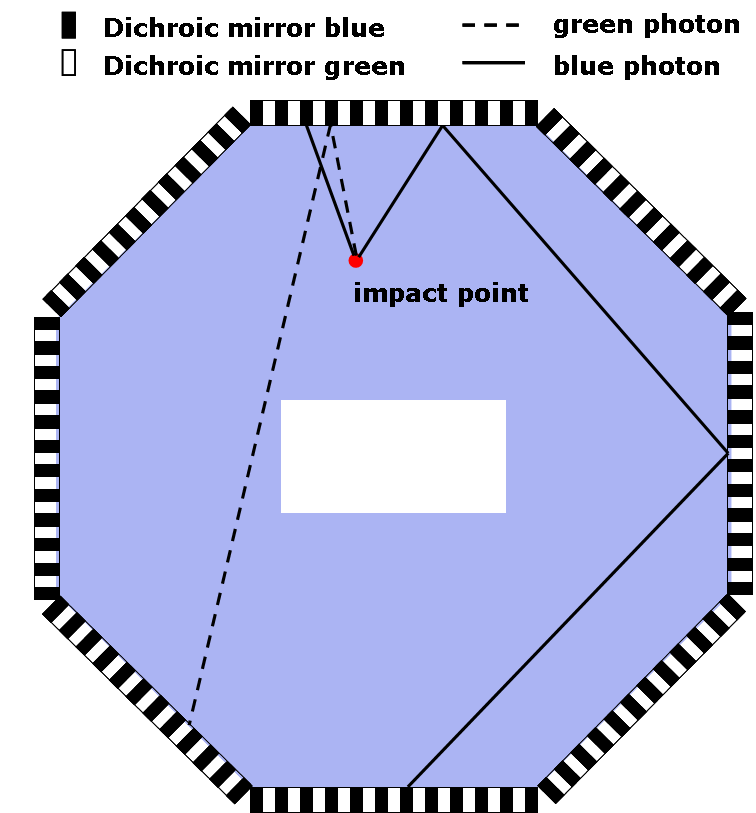 Dichroic mirror blue
green photon
Dichroic mirror green
blue photon
impact point